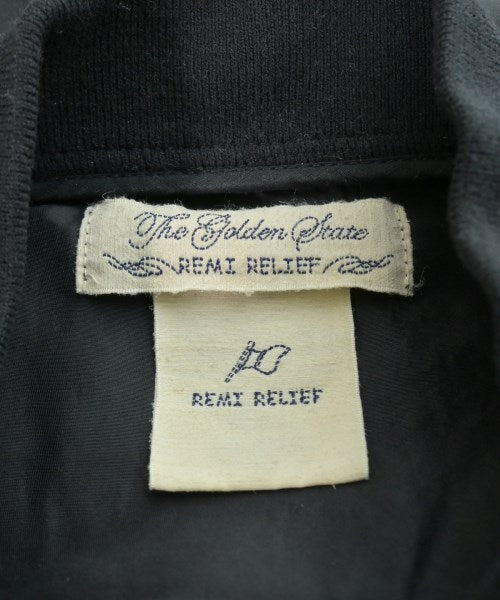 The Golden State
REMI RELIEF
REMI RELIEF